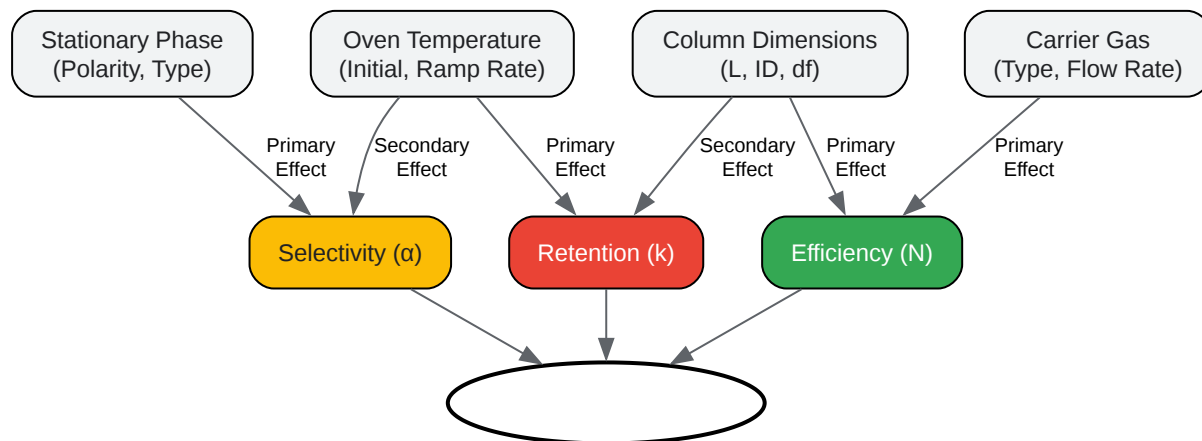 Stationary Phase
(Polarity, Type)
Oven Temperature
(Initial, Ramp Rate)
Column Dimensions
(L, ID, df)
Carrier Gas
(Type, Flow Rate)
Primary
Effect
Secondary
Effect
Primary
Effect
Secondary
Effect
Primary
Effect
Primary
Effect
Selectivity (α)
Retention (k)
Efficiency (N)